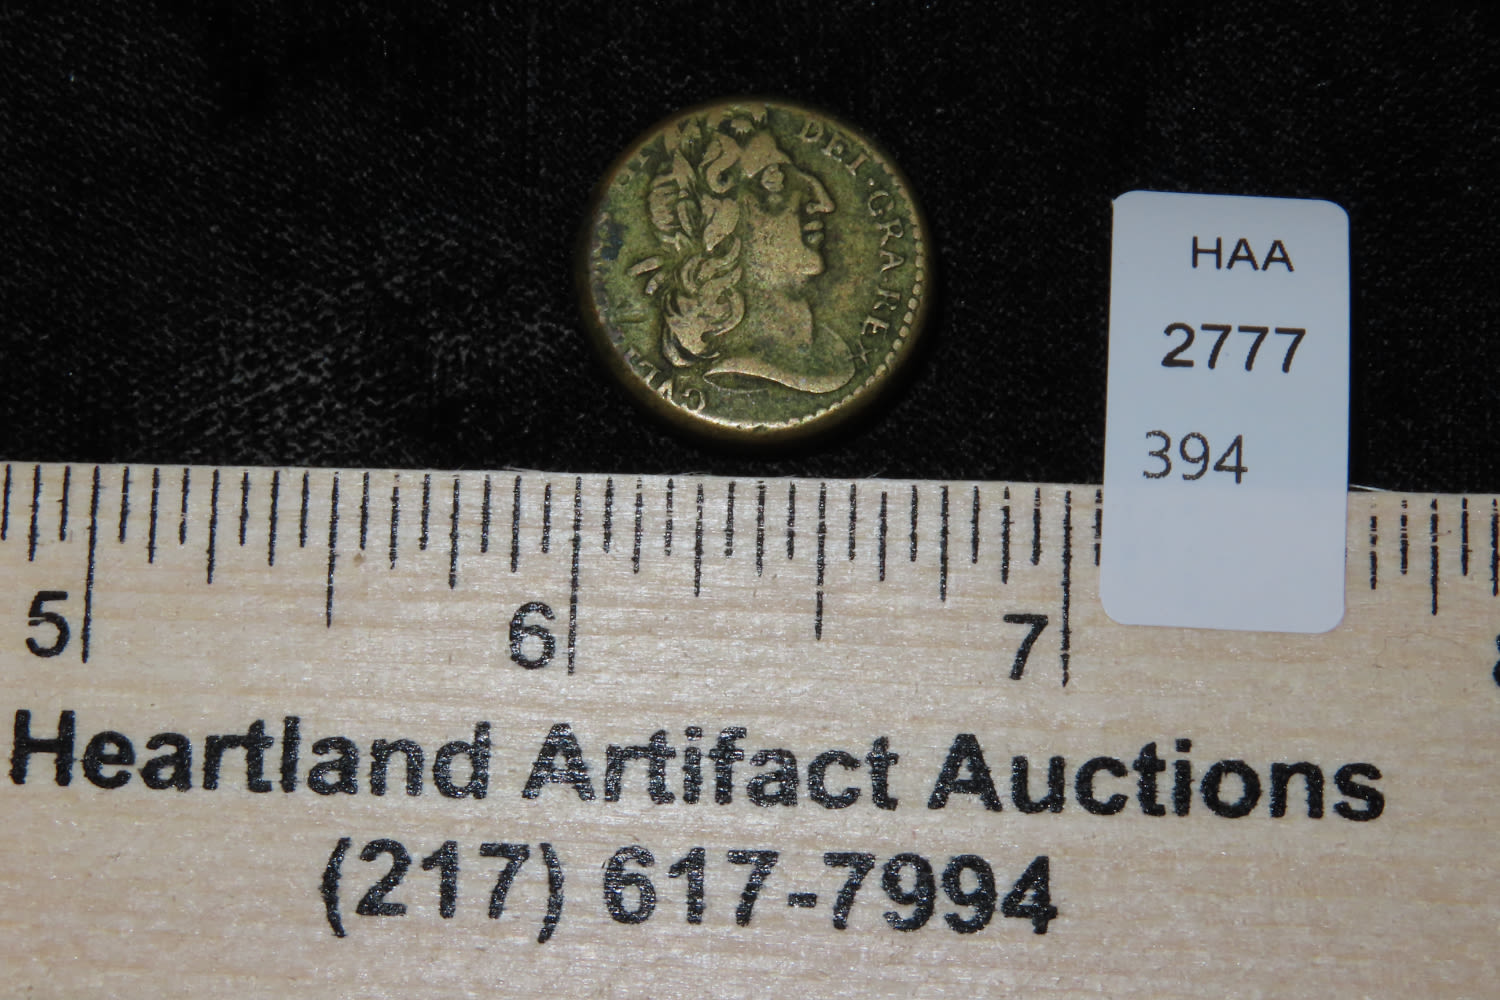 DEI·GRA REX
HAA
2777
394
5 6 7
Heartland Artifact Auctions
(217) 617-7994